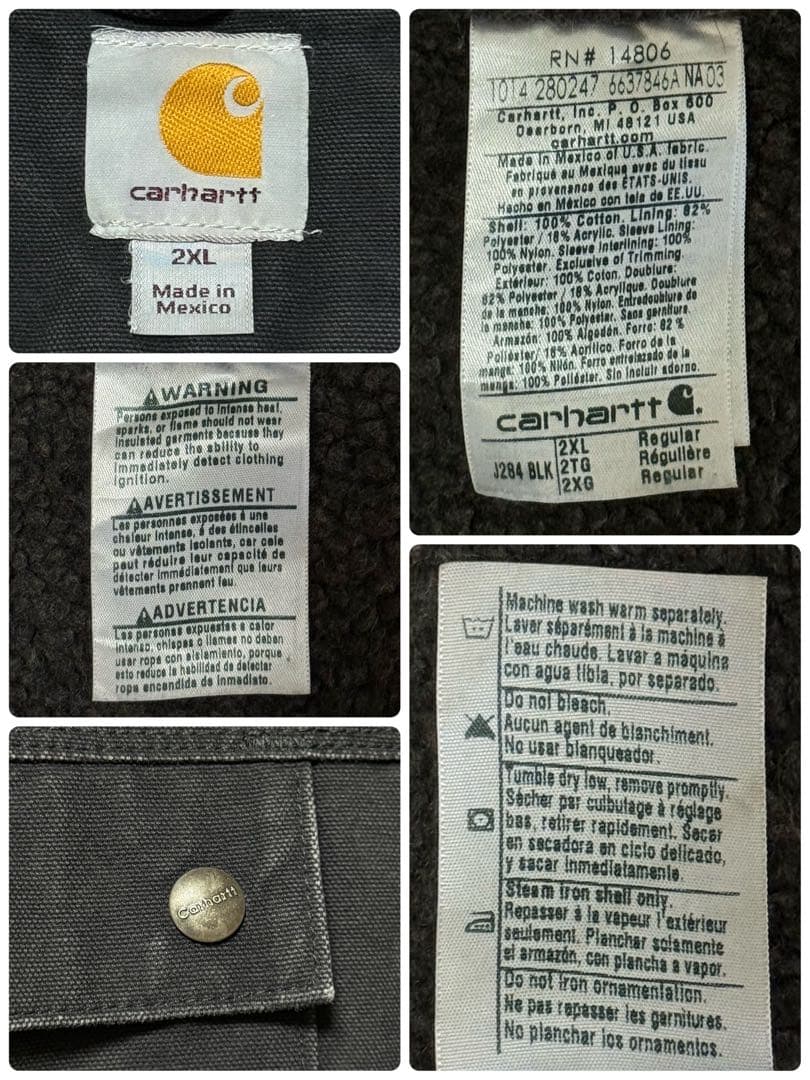 carhartt
2XL
Made in
Mexico
WARNING
Persons exposed to intense heat,
sparks, or flame should not wear
insulated garments because they
can reduce the ability to
immediately detect clothing
ignition.
AVERTISSEMENT
Les personnes exposées à une
chaleur intense, á des étincelles
ou vêtements isolants, car cela
peut réduire leur capacité de
détecter immédiatement que leurs
vêtements prennent feu.
ADVERTENCIA
Las personas expuestas a calor
intenso, chispas o llamas no deben
usar ropa con aislamiento, porque
esto reduce la habilidad de detectar
ropa encendida de inmediato.
Carhartt
RN# 14806
1014 280247 6637846A NA 03
Carhartt, Inc. P. O. Box 600
Dearborn, MI 48121 USA
carhartt.com
Made in Mexico of U.S.A. fabric.
Fabriqué au Mexique avec du tissu
en provenance des ÉTATS-UNIS.
Hecho en México con tela de EE.UU.
Shell: 100% Cotton. Lining: 82%
Polyester / 18% Acrylic. Sleeve Lining:
100% Nylon. Sleeve Interlining: 100%
Polyester. Exclusive of Trimming.
Extérieur: 100% Coton. Doublure:
82% Polyester / 18% Acrylique. Doublure
de la manche: 100% Nylon. Entredoublure de
la manche: 100% Polyester. Sans garniture.
Armazón: 100% Algodón. Forro: 82 %
Poliéster/ 18% Acrílico. Forro de la
manga: 100% Nilón. Forro entrelazado de la
manga: 100% Poliéster. Sin incluir adorno.
carhartt
J284 BLK 2XL Regular
2TG Régulière
2XG Regular
Machine wash warm separately.
Laver séparément à la machine à
l'eau chaude. Lavar a máquina
con agua tibia, por separado.
Do not bleach.
Aucun agent de blanchiment.
No usar blanqueador.
Tumble dry low, remove promptly.
Sécher par culbutage à réglage
bas, retirer rapidement. Secar
en secadora en ciclo delicado,
y sacar inmediatamente.
Steam iron shell only.
Repasser à la vapeur l'extérieur
seulement. Planchar solamente
el armazón, con plancha a vapor.
Do not iron ornamentation.
Ne pas repasser les garnitures.
No planchar los ornamentos.